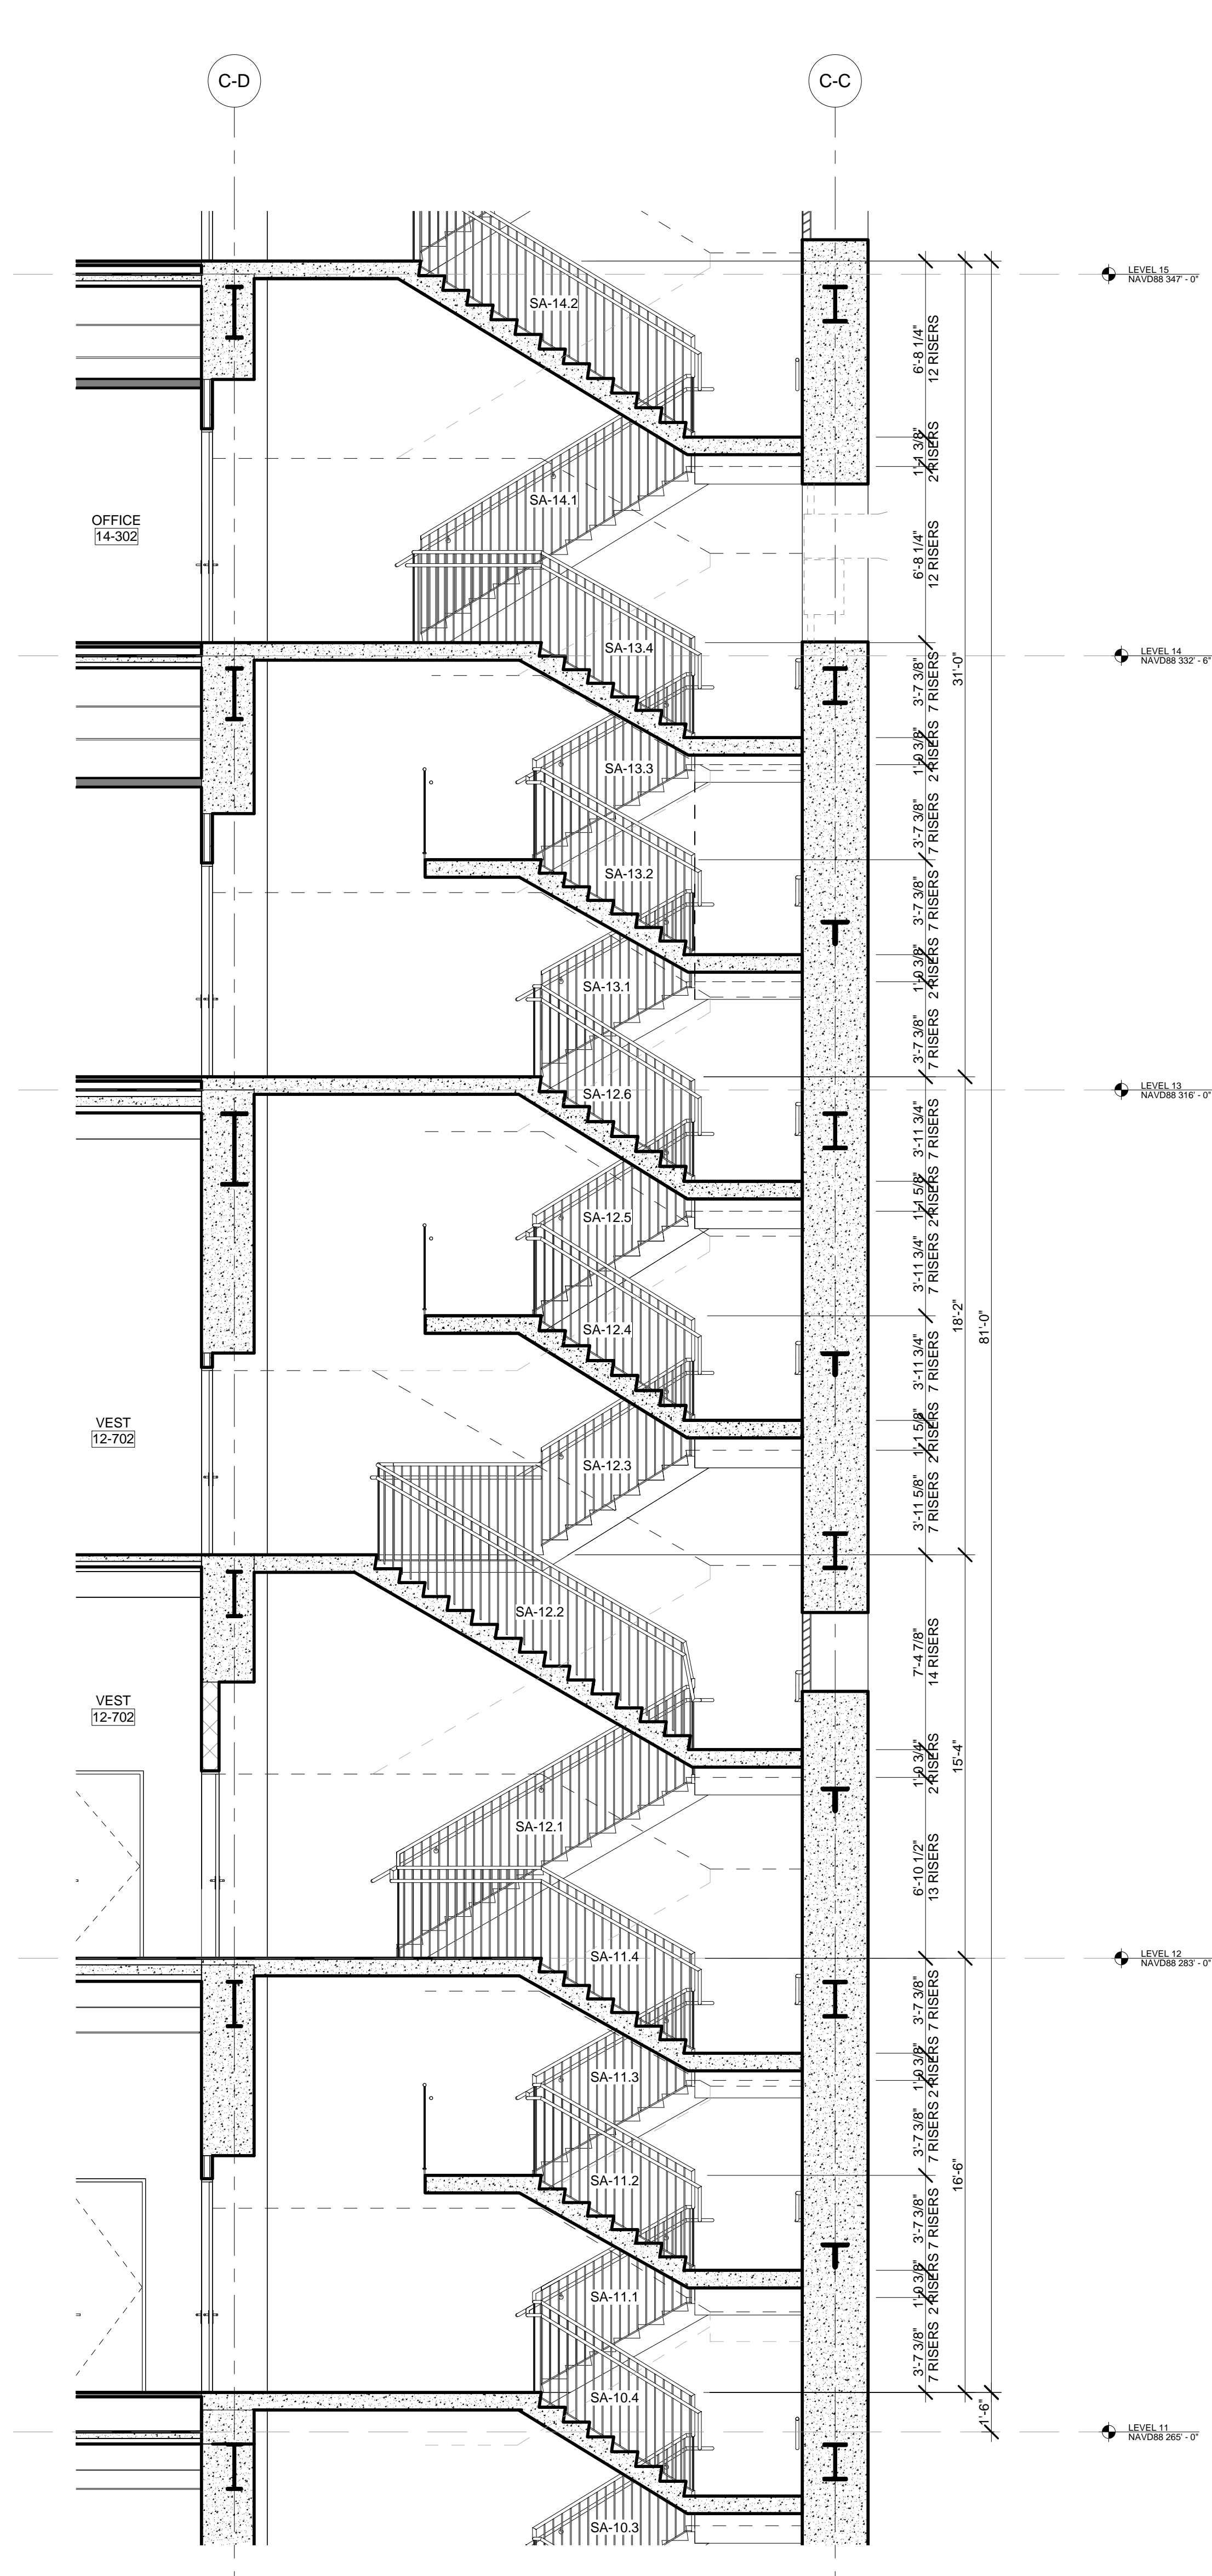 C-D
C-C
LEVEL 15
NAVD88 347' - 0"
SA-14.2
6'-8 1/4"
12 RISERS
1'-1 3/8"
2 RISERS
SA-14.1
OFFICE
14-302
6'-8 1/4"
12 RISERS
SA-13.4
LEVEL 14
NAVD88 332' - 6"
31'-0"
3'-7 3/8"
7 RISERS
1'-0 3/8"
2 RISERS
SA-13.3
3'-7 3/8"
7 RISERS
SA-13.2
3'-7 3/8"
7 RISERS
1'-0 3/8"
2 RISERS
SA-13.1
3'-7 3/8"
7 RISERS
SA-12.6
LEVEL 13
NAVD88 316' - 0"
3'-11 3/4"
7 RISERS
1'-1 5/8"
2 RISERS
SA-12.5
3'-11 3/4"
7 RISERS
18'-2"
81'-0"
SA-12.4
3'-11 3/4"
7 RISERS
VEST
12-702
1'-1 5/8"
2 RISERS
SA-12.3
3'-11 5/8"
7 RISERS
SA-12.2
7'-4 7/8"
14 RISERS
VEST
12-702
1'-0 3/4"
2 RISERS
15'-4"
SA-12.1
6'-10 1/2"
13 RISERS
SA-11.4
LEVEL 12
NAVD88 283' - 0"
3'-7 3/8"
7 RISERS
1'-0 3/8"
2 RISERS
SA-11.3
3'-7 3/8"
7 RISERS
16'-6"
SA-11.2
3'-7 3/8"
7 RISERS
1'-0 3/8"
2 RISERS
SA-11.1
3'-7 3/8"
7 RISERS
SA-10.4
1'-6"
LEVEL 11
NAVD88 265' - 0"
SA-10.3